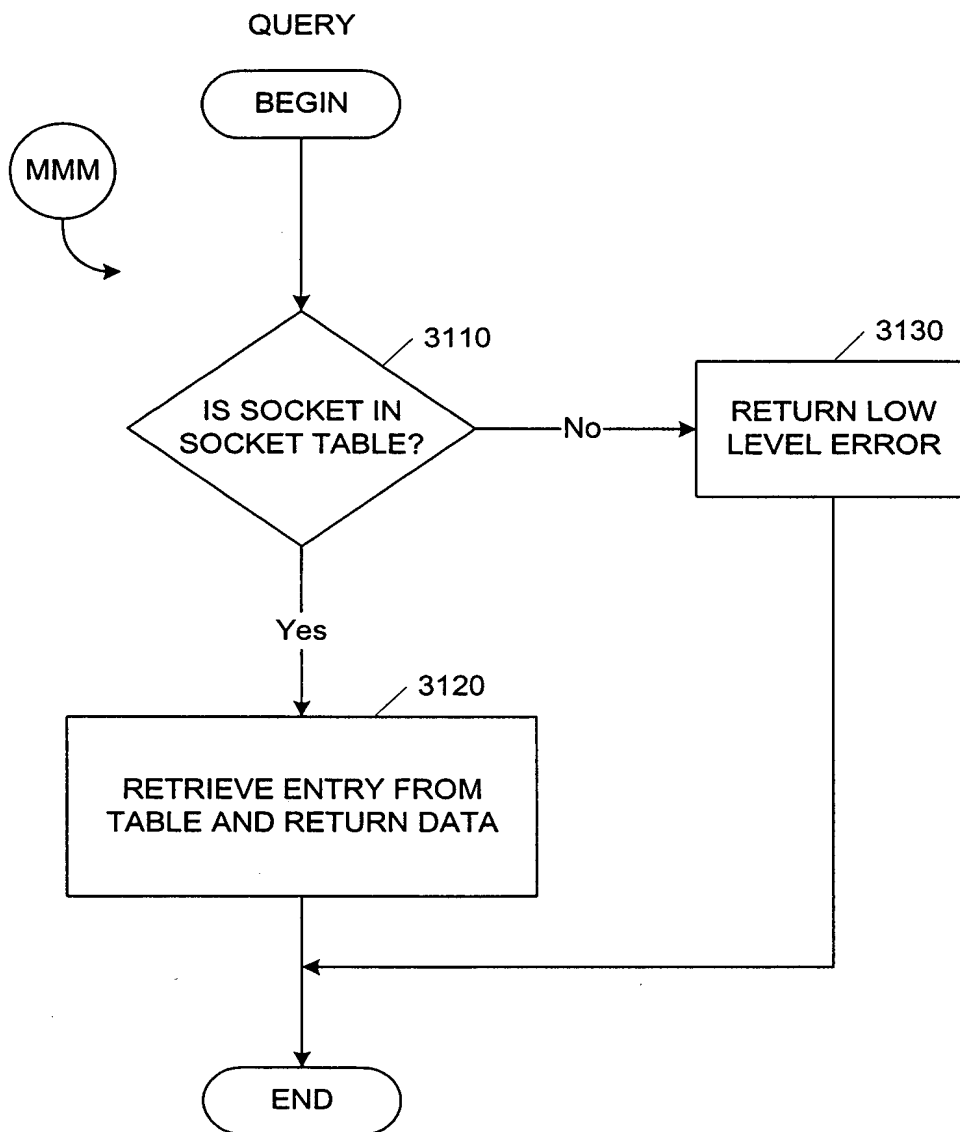 QUERY
BEGIN
MMM
3110
IS SOCKET IN
SOCKET TABLE?
No
3130
RETURN LOW
LEVEL ERROR
Yes
3120
RETRIEVE ENTRY FROM
TABLE AND RETURN DATA
END